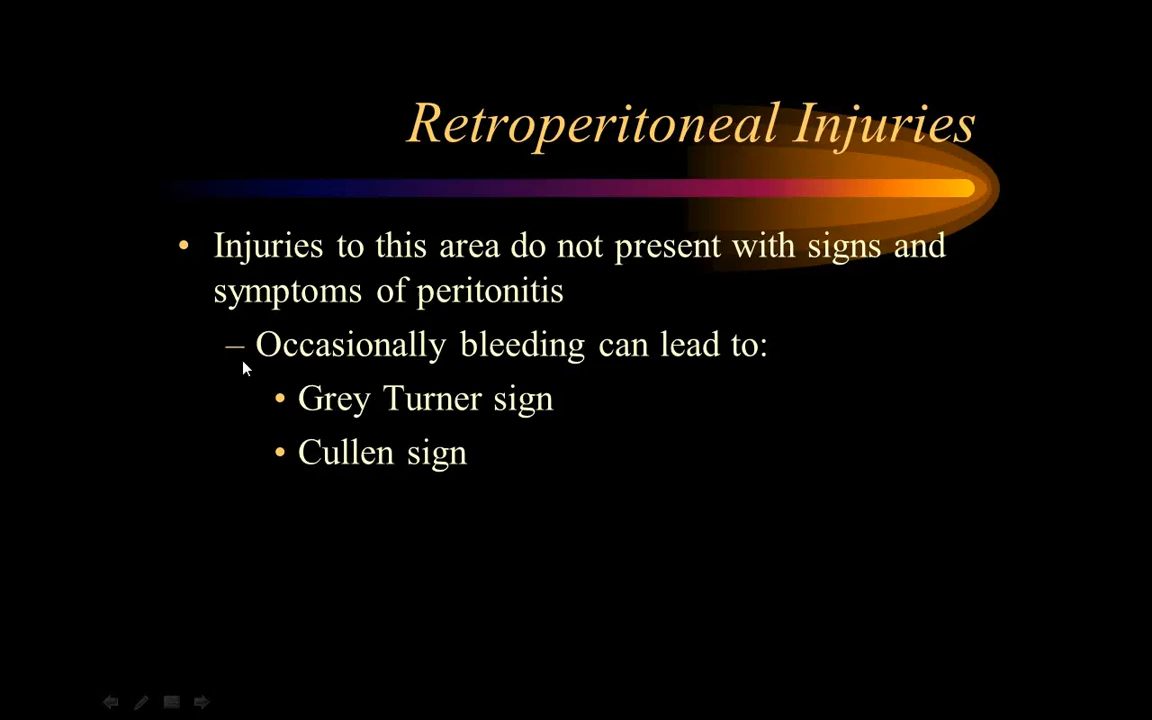 Retroperitoneal Injuries
• Injuries to this area do not present with signs and
symptoms of peritonitis
– Occasionally bleeding can lead to:
• Grey Turner sign
• Cullen sign